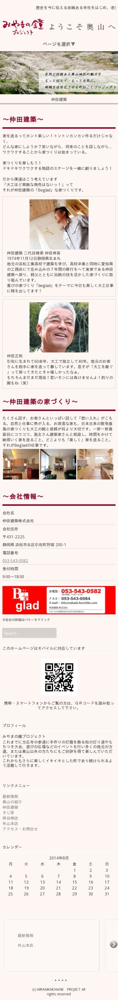 歴史を今に伝える由緒ある寺社をはじめ、老
みやまの鐘
プロジェクト
ようこそ奥山へ
ページを選択▼
自然と伝統ある奥山地区の魅力を
もっと伝えて、もっと元気に。
地域を活性化させる町おこしプロジェクト
仲田建築
～仲田建築～
家を造るってホント楽しい！トントンカンカン作るだけじゃな
く、
どんな家にしようか？笑いながら、将来のことを話しながら…
ワクワクすることから家つくりは始まっている。
家つくりを楽しもう！
ドキドキワクワクする物語のステージを一緒に創りましょう！
だから僕達はこう考えています
「大工ほど素敵な商売はないっ！」って
それが仲田建築の「Beglad」な家つくりです。
仲田建築 二代目棟梁 仲田伸吾
1974年11月12日静岡県生まれ
地元の浜松工業高校で建築を学び。高校卒業と同時に愛知県
の工務店にて住み込みの７年間の修行をへて実家である仲田
建築へ戻り、親父とともに伝統の技を活かした家づくりに取
り組んでいます。
喜びの家づくり「beglad」をテーマに今日も楽しく大工仕事
に精を出してます！
仲田正則
引佐に生まれて60余年、大工で独立して40年。地元のお客
さんを相手に家を造って暮しています。息子が「大工を継ぐ
」って戻ってきたときゃ嬉しかったなぁ。
もちろんまだまだ現役！若いモンには負けませんよ！釣りの
腕もね（笑）
～仲田建築の家づくり～
たくさん話す、お客さんといっぱい話して「想い入れ」がこも
る。自然と仕事に熱が入る、お洒落な家も、日本古来の数奇屋
風の家つくりも大工の腕と信頼が何より大切です。一軒一軒真
面目にコツコツ。施主さん建築家さんと相談し、時間をかけて
納得いく家を造ること。どこよりも「楽しく」家を造ること。
それがBegladの仕事です。
～会社情報～
会社名
仲田建築株式会社
会社住所
〒431-2225
静岡県 浜松市北区引佐町狩宿 200-1
電話番号
053-543-0582
受付時間
9:00～18:00
Be glad
お電話： 053-543-0582
（受付時間 9:00～18:00）
ＦＡＸ： 053-543-0084
E-mail： info@nakada-kenchiku.com
仲田建築 株式会社
〒431-2225 静岡県浜松市北区引佐町狩宿200-1
※会社の詳細はバナーをクリック
Search ...
このホームページはモバイルに対応しています
携帯・スマートフォンからご覧の方は、ＱＲコードを読み取っ
てアクセスして下さい。
プロフィール
みやまの鐘プロジェクト
これまでに方広寺の参道に手作りの灯籠を飾る和の灯り道やも
ちつき大会、遊びの広場などのイベントを行い多くの地元の方
達、または奥山以外の方たちにもご好評を得て楽しんでいただ
いています。
これからもさらに楽しくイキイキとした町であり続けられるよ
う活動して行きます。
リンクメニュー
最新情報
奥山の紹介
仲田建築
きじ亭
神谷商店
外山本店
アクセス・お問合せ
カレンダー
2014年8月
月 火 水 木 金 土 日
1 2 3
4 5 6 7 8 9 10
11 12 13 14 15 16 17
18 19 20 21 22 23 24
25 26 27 28 29 30 31
最新情報
外山本店
(c) MIYAMANOKANE PROJECT All
rights reserved